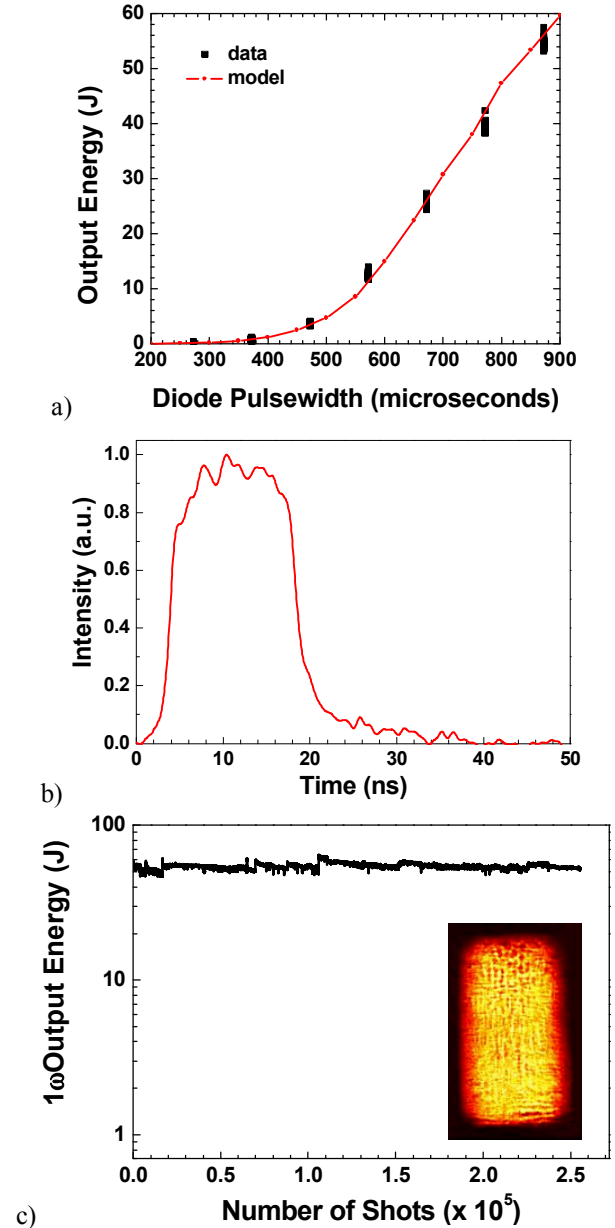 60
50
40
30
20
10
0
Output Energy (J)
data
model
200 300 400 500 600 700 800 900
a)
Diode Pulsewidth (microseconds)
1.0
0.8
0.6
0.4
0.2
0.0
Intensity (a.u.)
0 10 20 30 40 50
b)
Time (ns)
100
10
1
1ωOutput Energy (J)
0.0 0.5 1.0 1.5 2.0 2.5
c)
Number of Shots (x 10⁵)